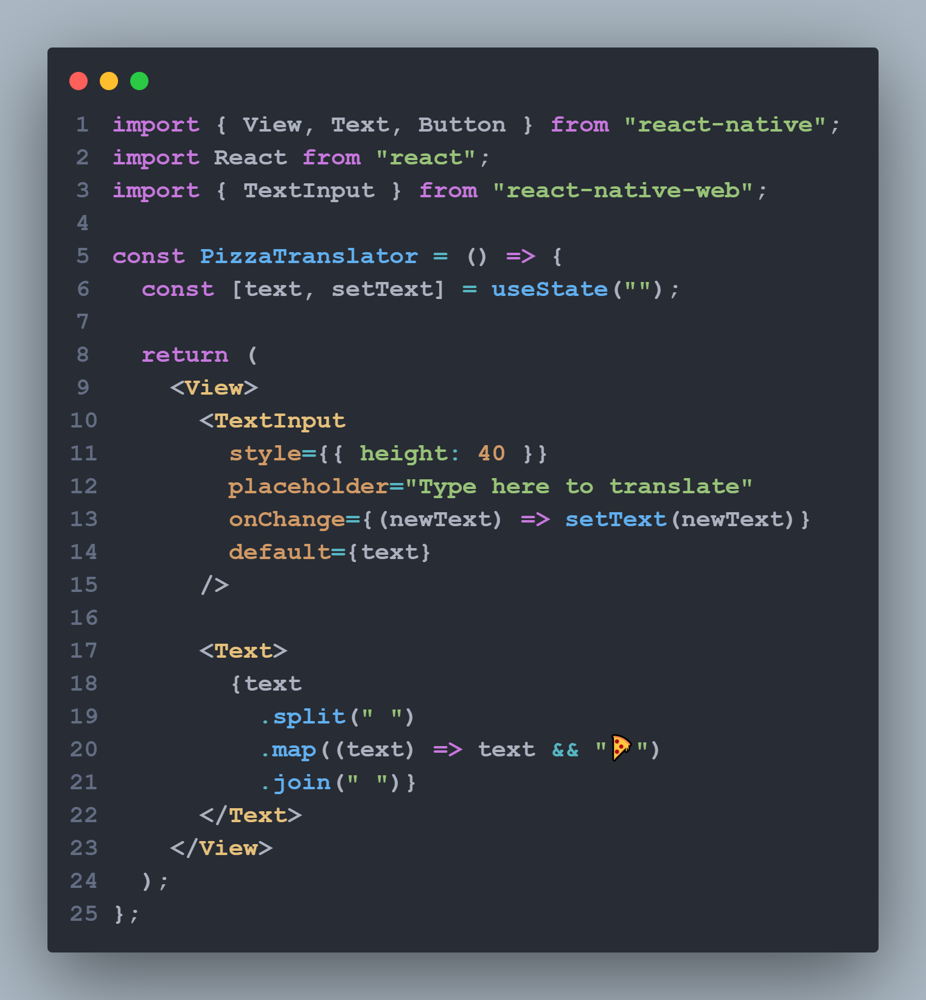 1 import { View, Text, Button } from "react-native";
2 import React from "react";
3 import { TextInput } from "react-native-web";
4
5 const PizzaTranslator = () => {
6   const [text, setText] = useState("");
7
8   return (
9     <View>
10       <TextInput
11         style={{ height: 40 }}
12         placeholder="Type here to translate"
13         onChange={(newText) => setText(newText)}
14         default={text}
15       />
16
17       <Text>
18         {text
19           .split(" ")
20           .map((text) => text && "🍕")
21           .join(" ")}
22       </Text>
23     </View>
24   );
25 };